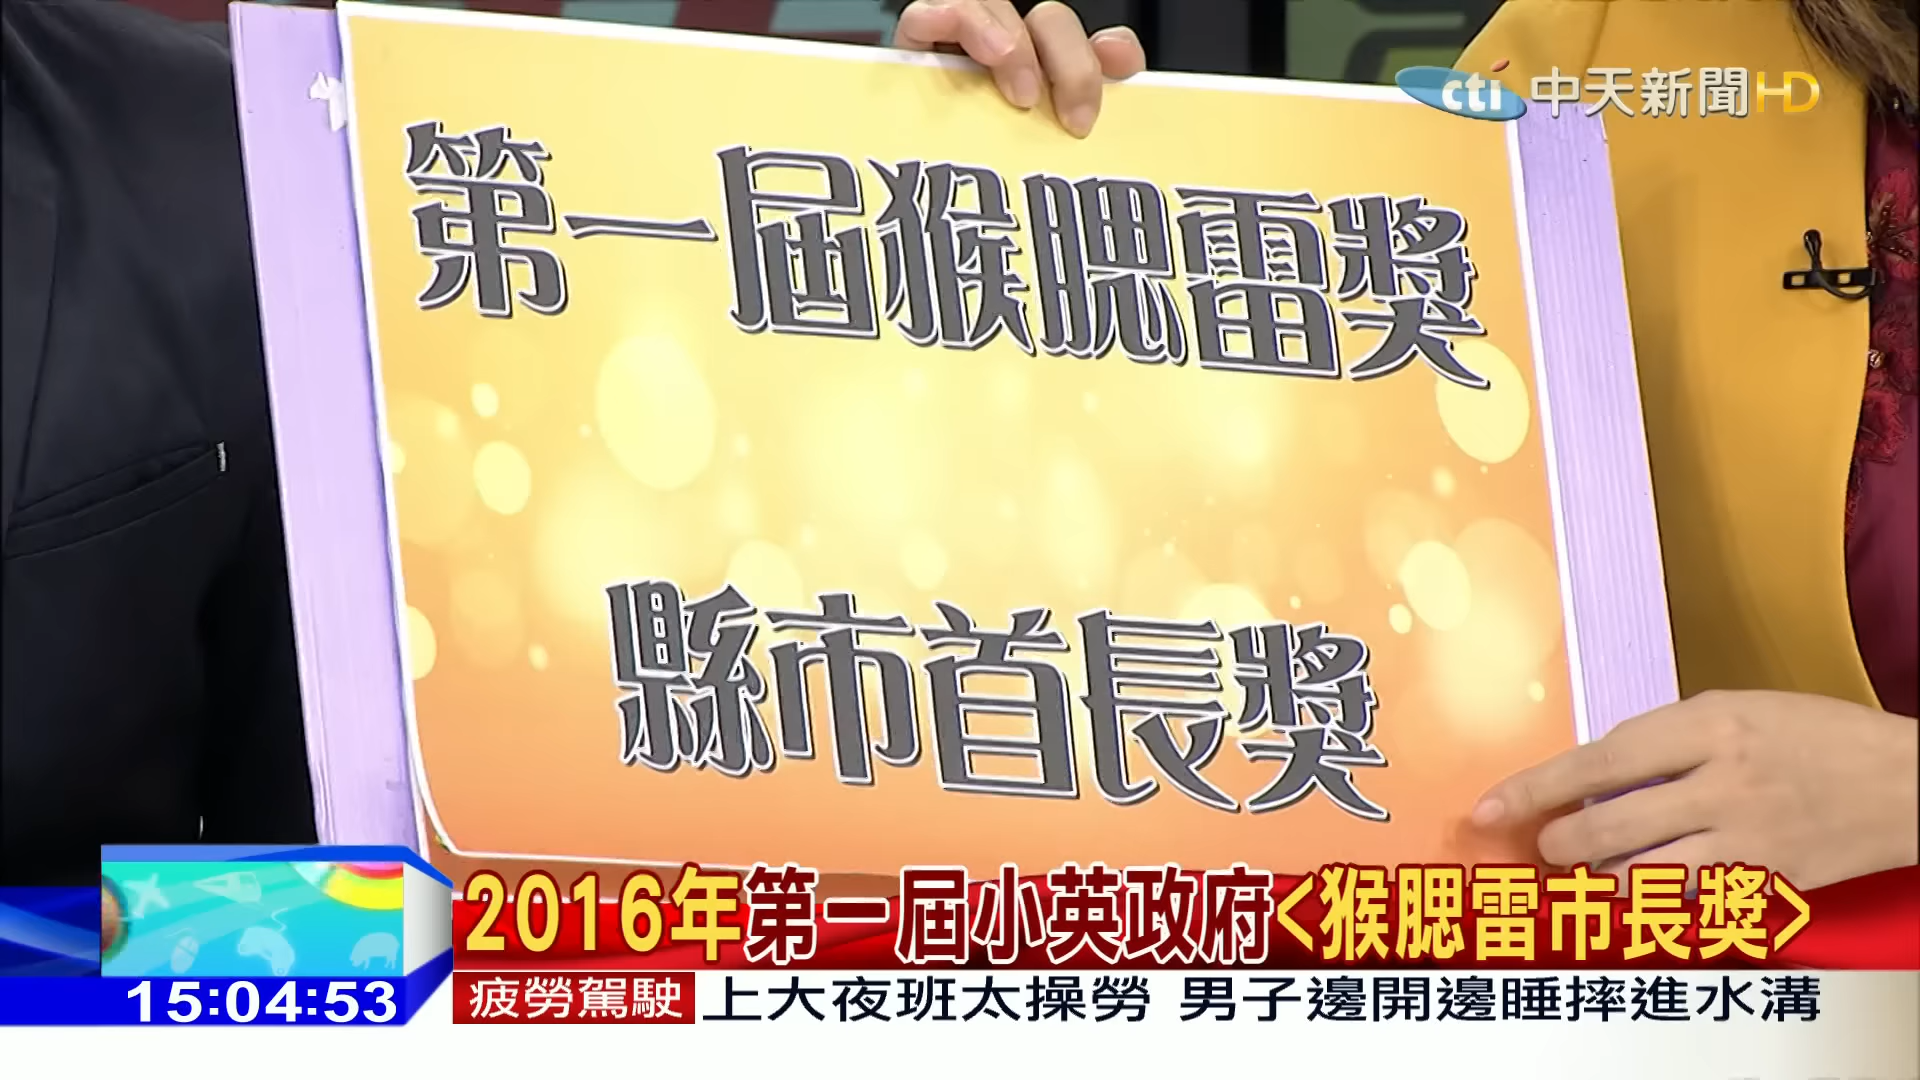 cti 中天新聞HD
第一屆猴腮雷獎
縣市首長獎
2016年第一屆小英政府<猴腮雷市長獎>
15:04:53
疲勞駕駛 上大夜班太操勞 男子邊開邊睡摔進水溝